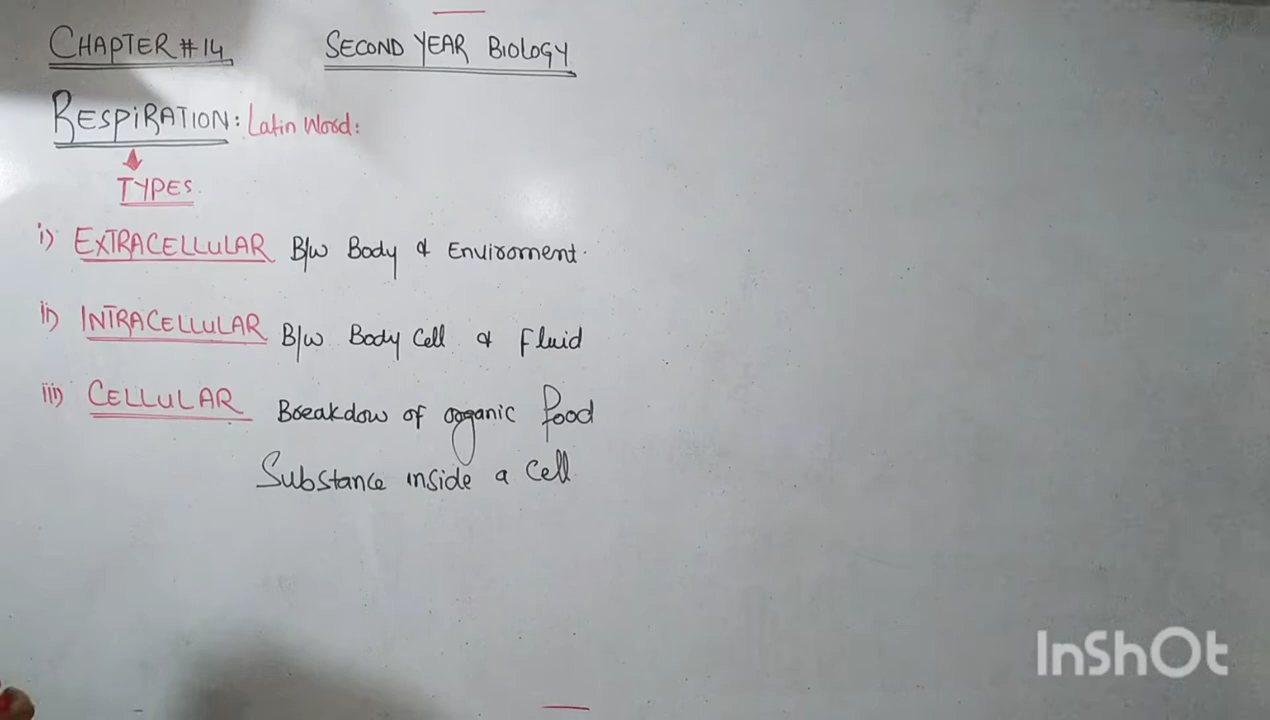 CHAPTER #14 SECOND YEAR BIOLOGY
RESPIRATION: Latin Word:
TYPES
i) EXTRACELLULAR B/w Body & Enviroment.
ii) INTRACELLULAR B/w Body Cell & Fluid
iii) CELLULAR Breakdow of organic food
Substance inside a Cell
InShOt